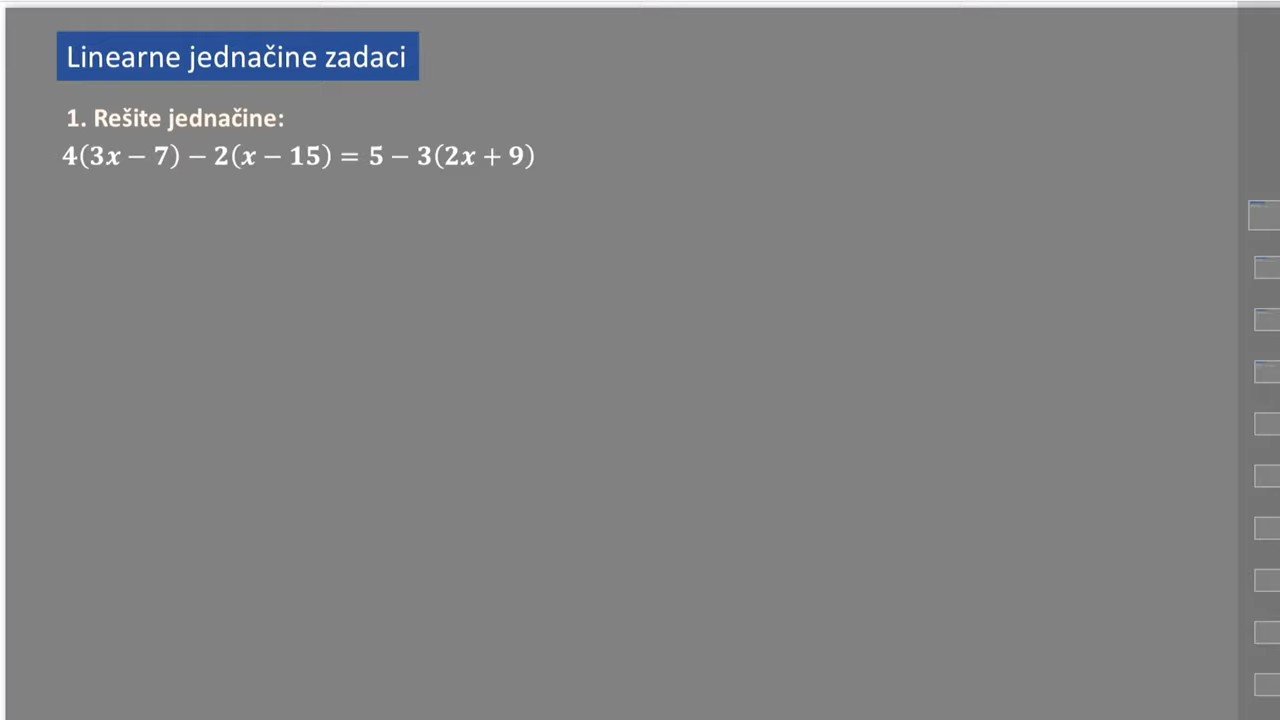 Linearne jednačine zadaci
1. Rešite jednačine:
4(3x − 7) − 2(x − 15) = 5 − 3(2x + 9)